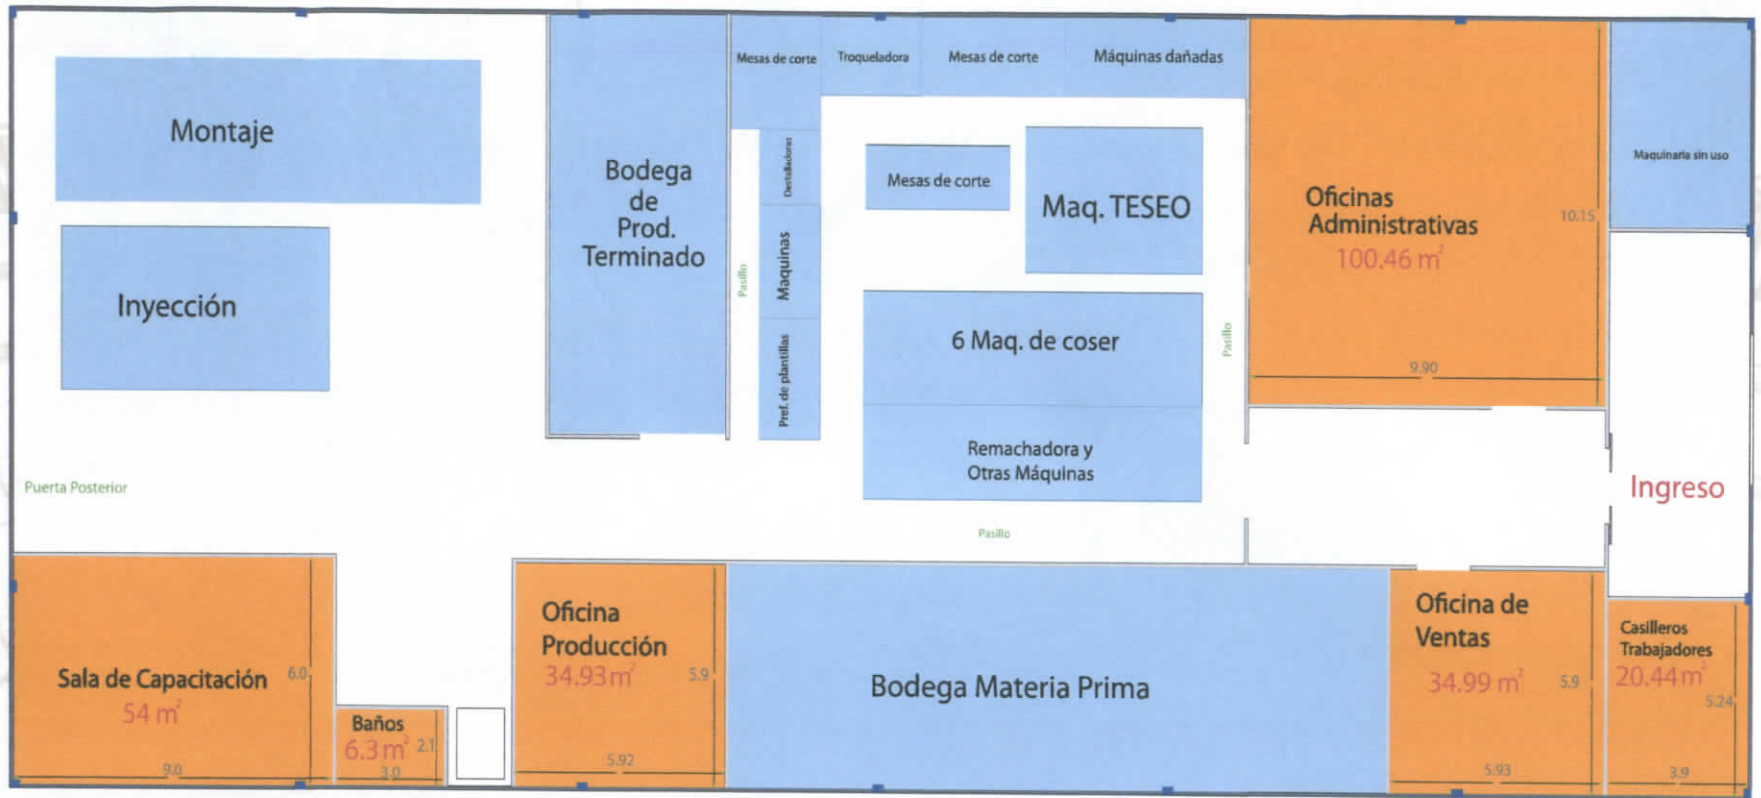 Montaje
Inyección
Puerta Posterior
Sala de Capacitación
54 m²
6.0
9.0
Baños
6.3 m²
2.1
3.0
Bodega
de
Prod.
Terminado
Mesas de corte
Troqueladora
Mesas de corte
Máquinas dañadas
Destalladoras
Maquinas
Pref. de plantillas
Pasillo
Mesas de corte
Maq. TESEO
6 Maq. de coser
Remachadora y
Otras Máquinas
Pasillo
Pasillo
Oficina
Producción
34.93 m²
5.9
5.92
Bodega Materia Prima
Oficinas
Administrativas
100.46 m²
10.15
9.90
Maquinaria sin uso
Ingreso
Oficina de
Ventas
34.99 m²
5.9
5.93
Casilleros
Trabajadores
20.44 m²
5.24
3.9